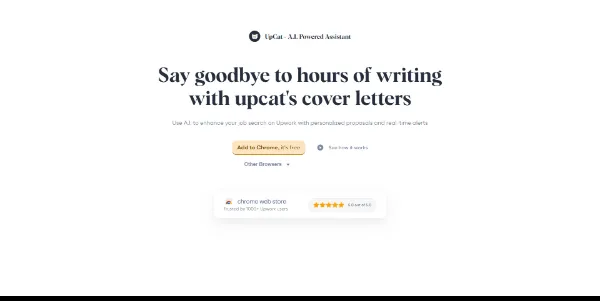 UpCat - A.I. Powered Assistant
Say goodbye to hours of writing
with upcat's cover letters
Use A.I. to enhance your job search on Upwork with personalized proposals and real-time alerts
Add to Chrome, it's free
See how it works
Other Browsers
chrome web store
Trusted by 1000+ Upwork users